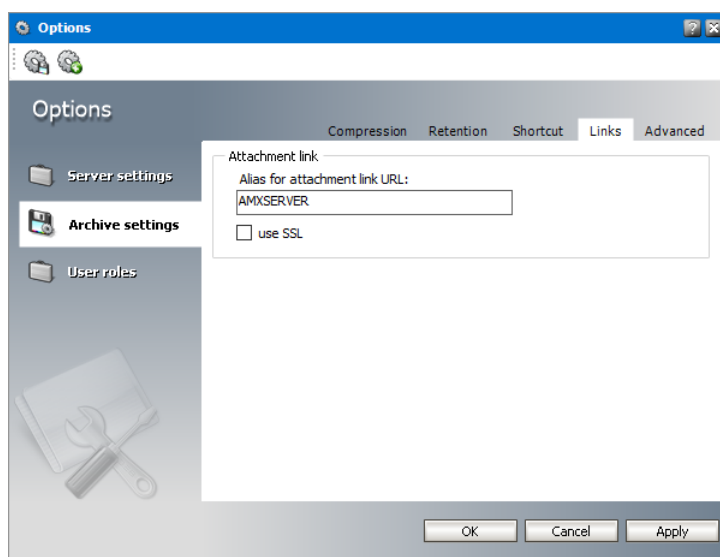 Options
Options
Compression Retention Shortcut Links Advanced
Server settings
Archive settings
User roles
Attachment link
Alias for attachment link URL:
AMXSERVER
use SSL
OK Cancel Apply